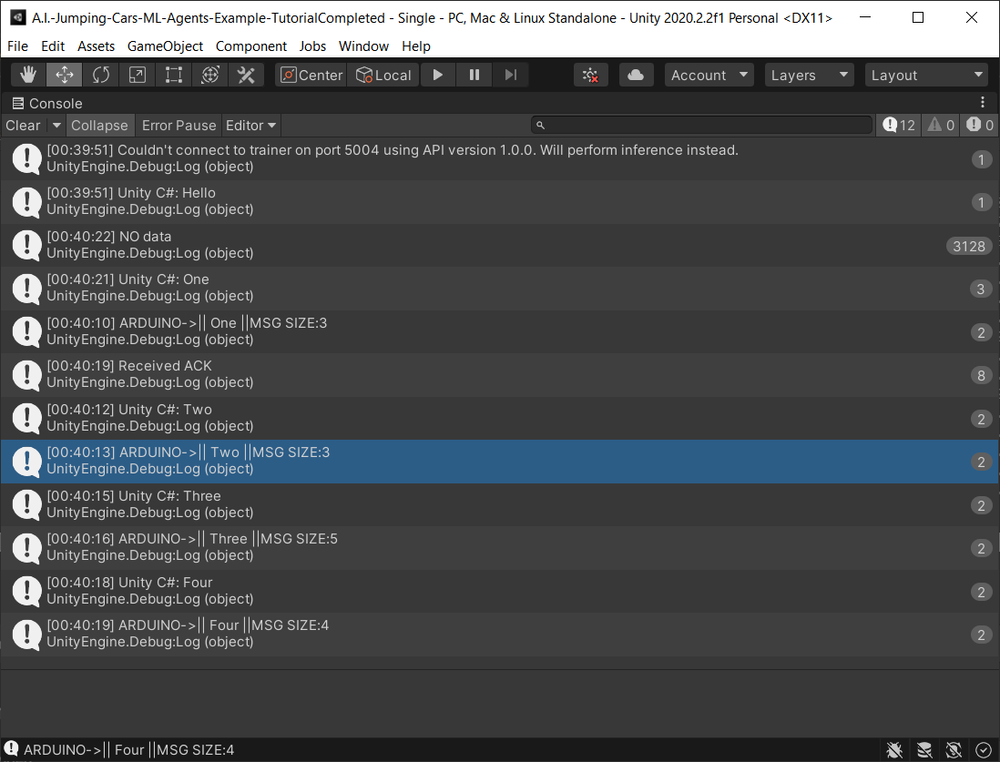 A.I.-Jumping-Cars-ML-Agents-Example-TutorialCompleted - Single - PC, Mac & Linux Standalone - Unity 2020.2.2f1 Personal <DX11>
File Edit Assets GameObject Component Jobs Window Help
Center Local Account Layers Layout
Console
Clear Collapse Error Pause Editor 12 0 0
[00:39:51] Couldn't connect to trainer on port 5004 using API version 1.0.0. Will perform inference instead.
UnityEngine.Debug:Log (object)
1
[00:39:51] Unity C#: Hello
UnityEngine.Debug:Log (object)
1
[00:40:22] NO data
UnityEngine.Debug:Log (object)
3128
[00:40:21] Unity C#: One
UnityEngine.Debug:Log (object)
3
[00:40:10] ARDUINO->|| One ||MSG SIZE:3
UnityEngine.Debug:Log (object)
2
[00:40:19] Received ACK
UnityEngine.Debug:Log (object)
8
[00:40:12] Unity C#: Two
UnityEngine.Debug:Log (object)
2
[00:40:13] ARDUINO->|| Two ||MSG SIZE:3
UnityEngine.Debug:Log (object)
2
[00:40:15] Unity C#: Three
UnityEngine.Debug:Log (object)
2
[00:40:16] ARDUINO->|| Three ||MSG SIZE:5
UnityEngine.Debug:Log (object)
2
[00:40:18] Unity C#: Four
UnityEngine.Debug:Log (object)
2
[00:40:19] ARDUINO->|| Four ||MSG SIZE:4
UnityEngine.Debug:Log (object)
2
ARDUINO->|| Four ||MSG SIZE:4